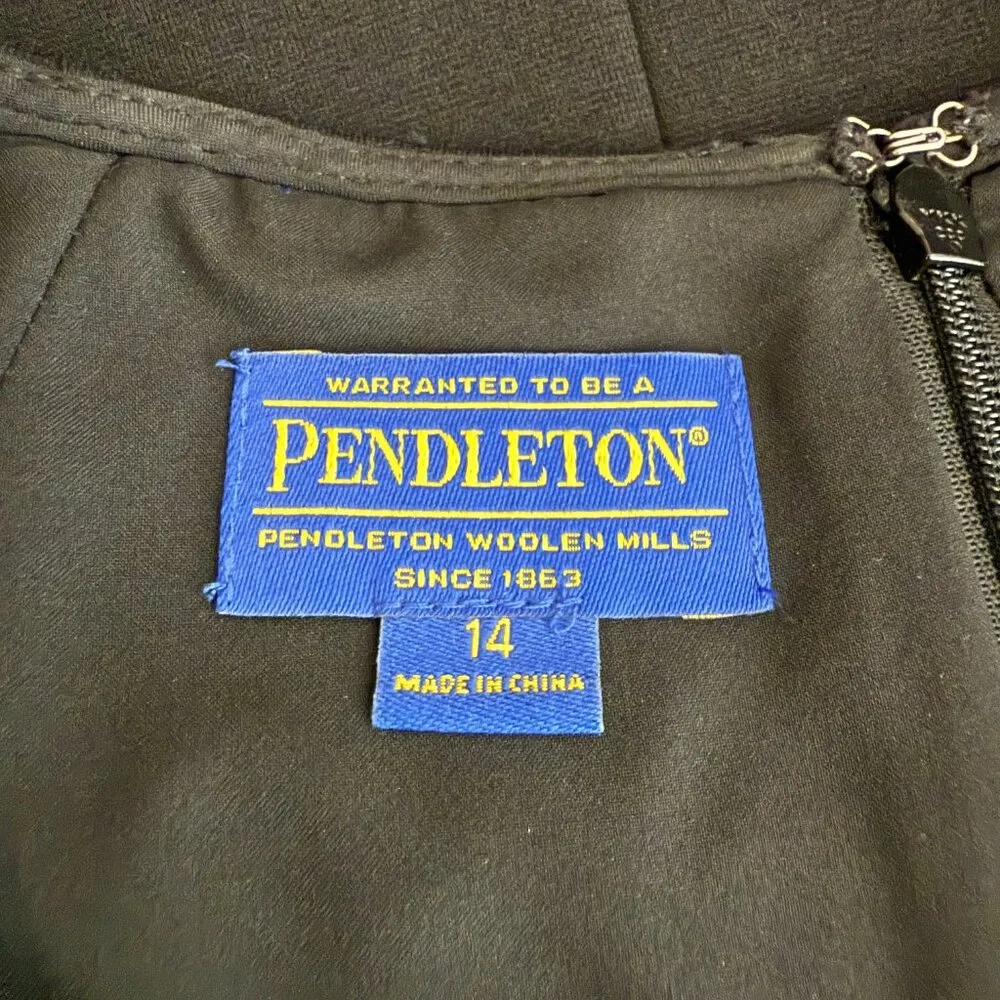 WARRANTED TO BE A
PENDLETON®
PENDLETON WOOLEN MILLS
SINCE 1863
14
MADE IN CHINA